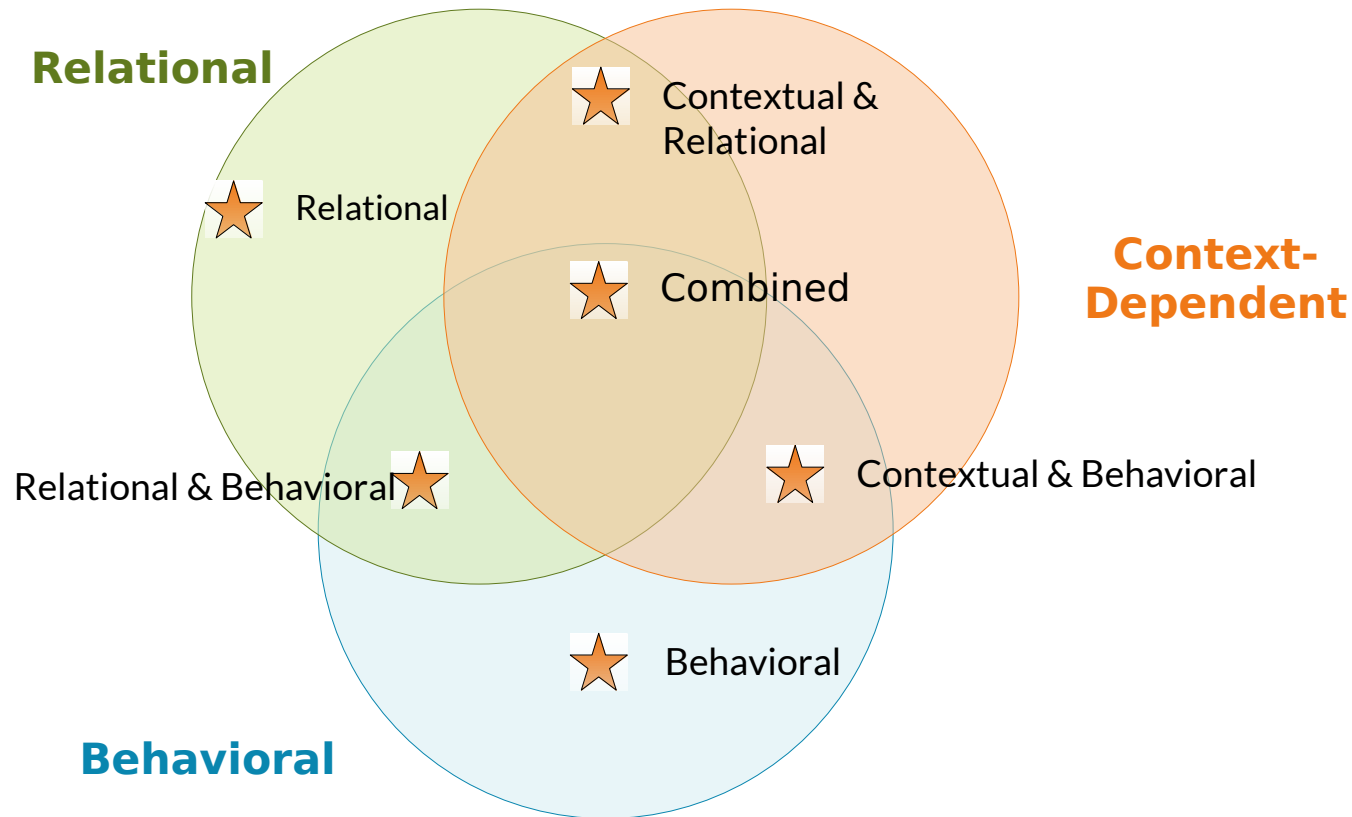 Relational
Contextual &
Relational
Relational
Context-
Dependent
Combined
Contextual & Behavioral
Relational & Behavioral
Behavioral
Behavioral